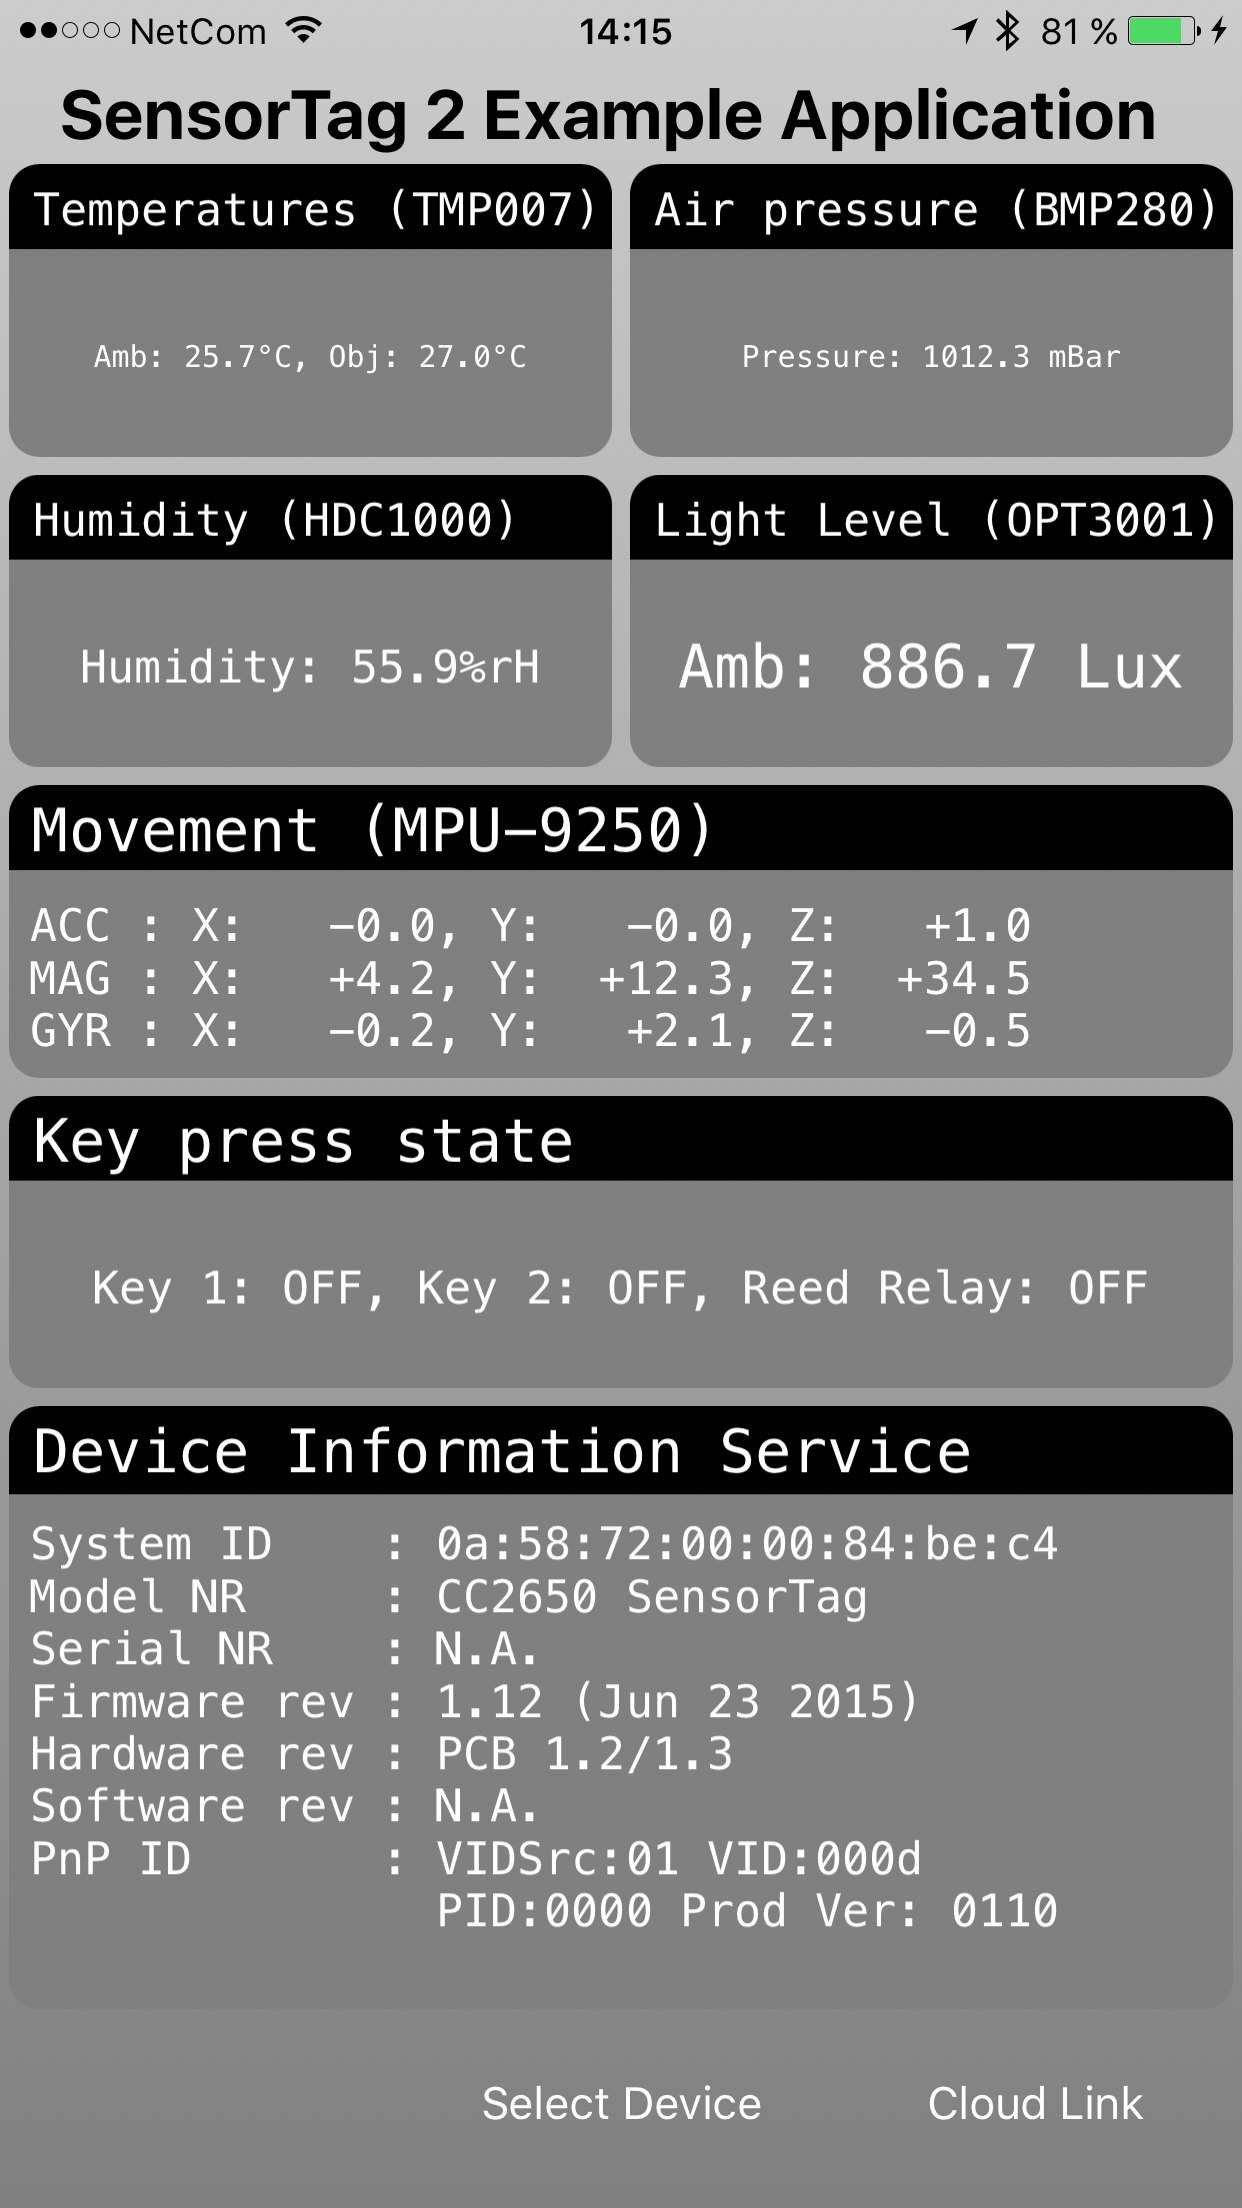 NetCom 14:15 81 %
SensorTag 2 Example Application
Temperatures (TMP007)
Amb: 25.7°C, Obj: 27.0°C
Air pressure (BMP280)
Pressure: 1012.3 mBar
Humidity (HDC1000)
Humidity: 55.9%rH
Light Level (OPT3001)
Amb: 886.7 Lux
Movement (MPU-9250)
ACC : X: -0.0, Y: -0.0, Z: +1.0
MAG : X: +4.2, Y: +12.3, Z: +34.5
GYR : X: -0.2, Y: +2.1, Z: -0.5
Key press state
Key 1: OFF, Key 2: OFF, Reed Relay: OFF
Device Information Service
System ID : 0a:58:72:00:00:84:be:c4
Model NR : CC2650 SensorTag
Serial NR : N.A.
Firmware rev : 1.12 (Jun 23 2015)
Hardware rev : PCB 1.2/1.3
Software rev : N.A.
PnP ID : VIDSrc:01 VID:000d
PID:0000 Prod Ver: 0110
Select Device Cloud Link